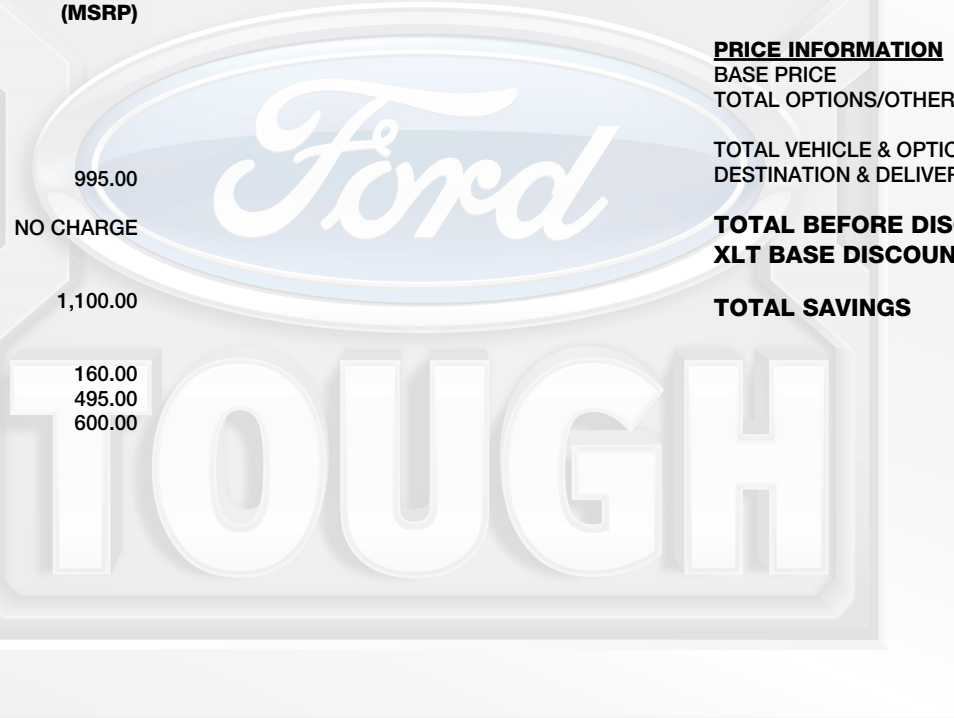 (MSRP)
995.00
NO CHARGE
1,100.00
160.00
495.00
600.00
PRICE INFORMATION
BASE PRICE
TOTAL OPTIONS/OTHER
TOTAL VEHICLE & OPTIO
DESTINATION & DELIVER
TOTAL BEFORE DIS
XLT BASE DISCOUN
TOTAL SAVINGS
Ford
TOUGH